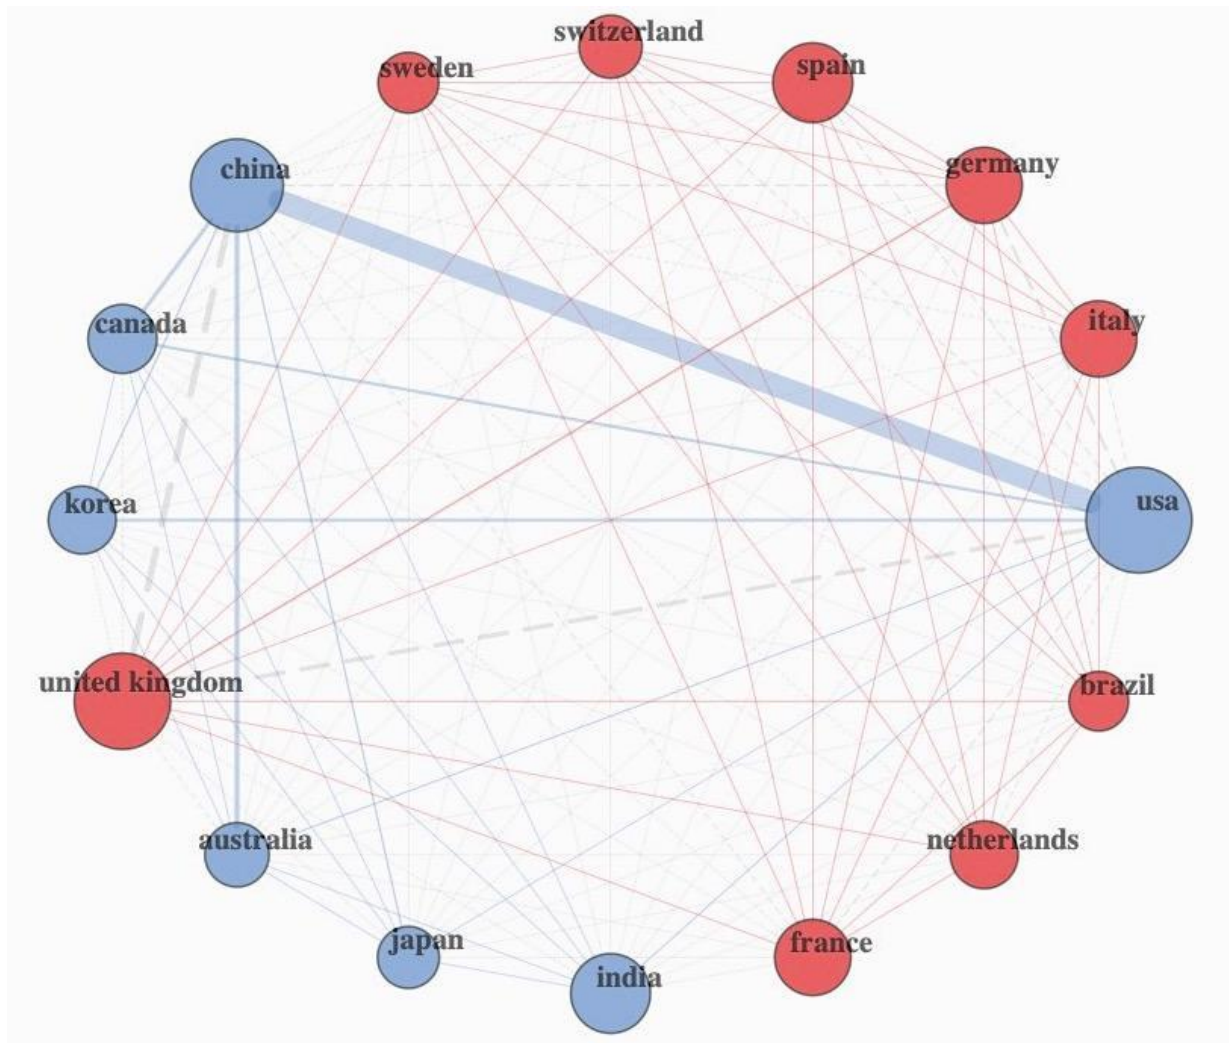 switzerland
sweden
spain
china
germany
canada
italy
korea
usa
united kingdom
brazil
australia
netherlands
japan
france
india